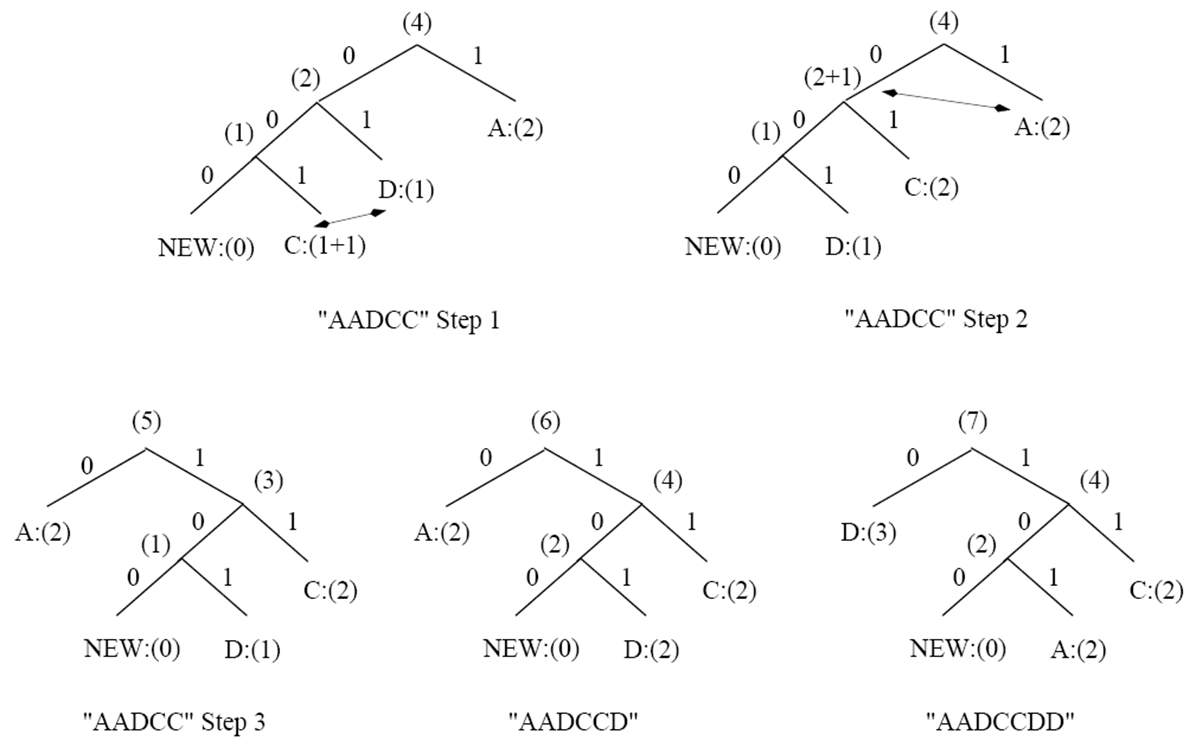 (4)
0 1
(2)
0 1
(1)
A:(2)
0 1
D:(1)
NEW:(0) C:(1+1)
"AADCC" Step 1
(4)
0 1
(2+1)
0 1
(1)
A:(2)
0 1
C:(2)
NEW:(0) D:(1)
"AADCC" Step 2
(5)
0 1
(3)
A:(2)
0 1
(1)
0 1
C:(2)
NEW:(0) D:(1)
"AADCC" Step 3
(6)
0 1
(4)
A:(2)
0 1
(2)
0 1
C:(2)
NEW:(0) D:(2)
"AADCCD"
(7)
0 1
(4)
D:(3)
0 1
(2)
0 1
C:(2)
NEW:(0) A:(2)
"AADCCDD"